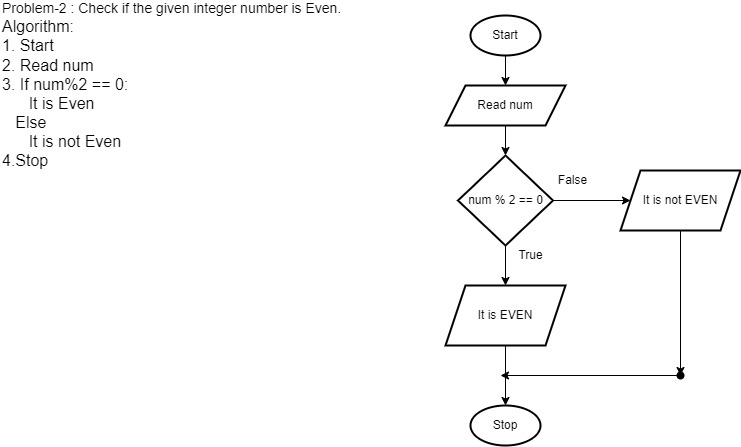 Problem-2 : Check if the given integer number is Even.
Algorithm:
1. Start
2. Read num
3. If num%2 == 0:
It is Even
Else
It is not Even
4.Stop
Start
Read num
num % 2 == 0
False
It is not EVEN
True
It is EVEN
Stop